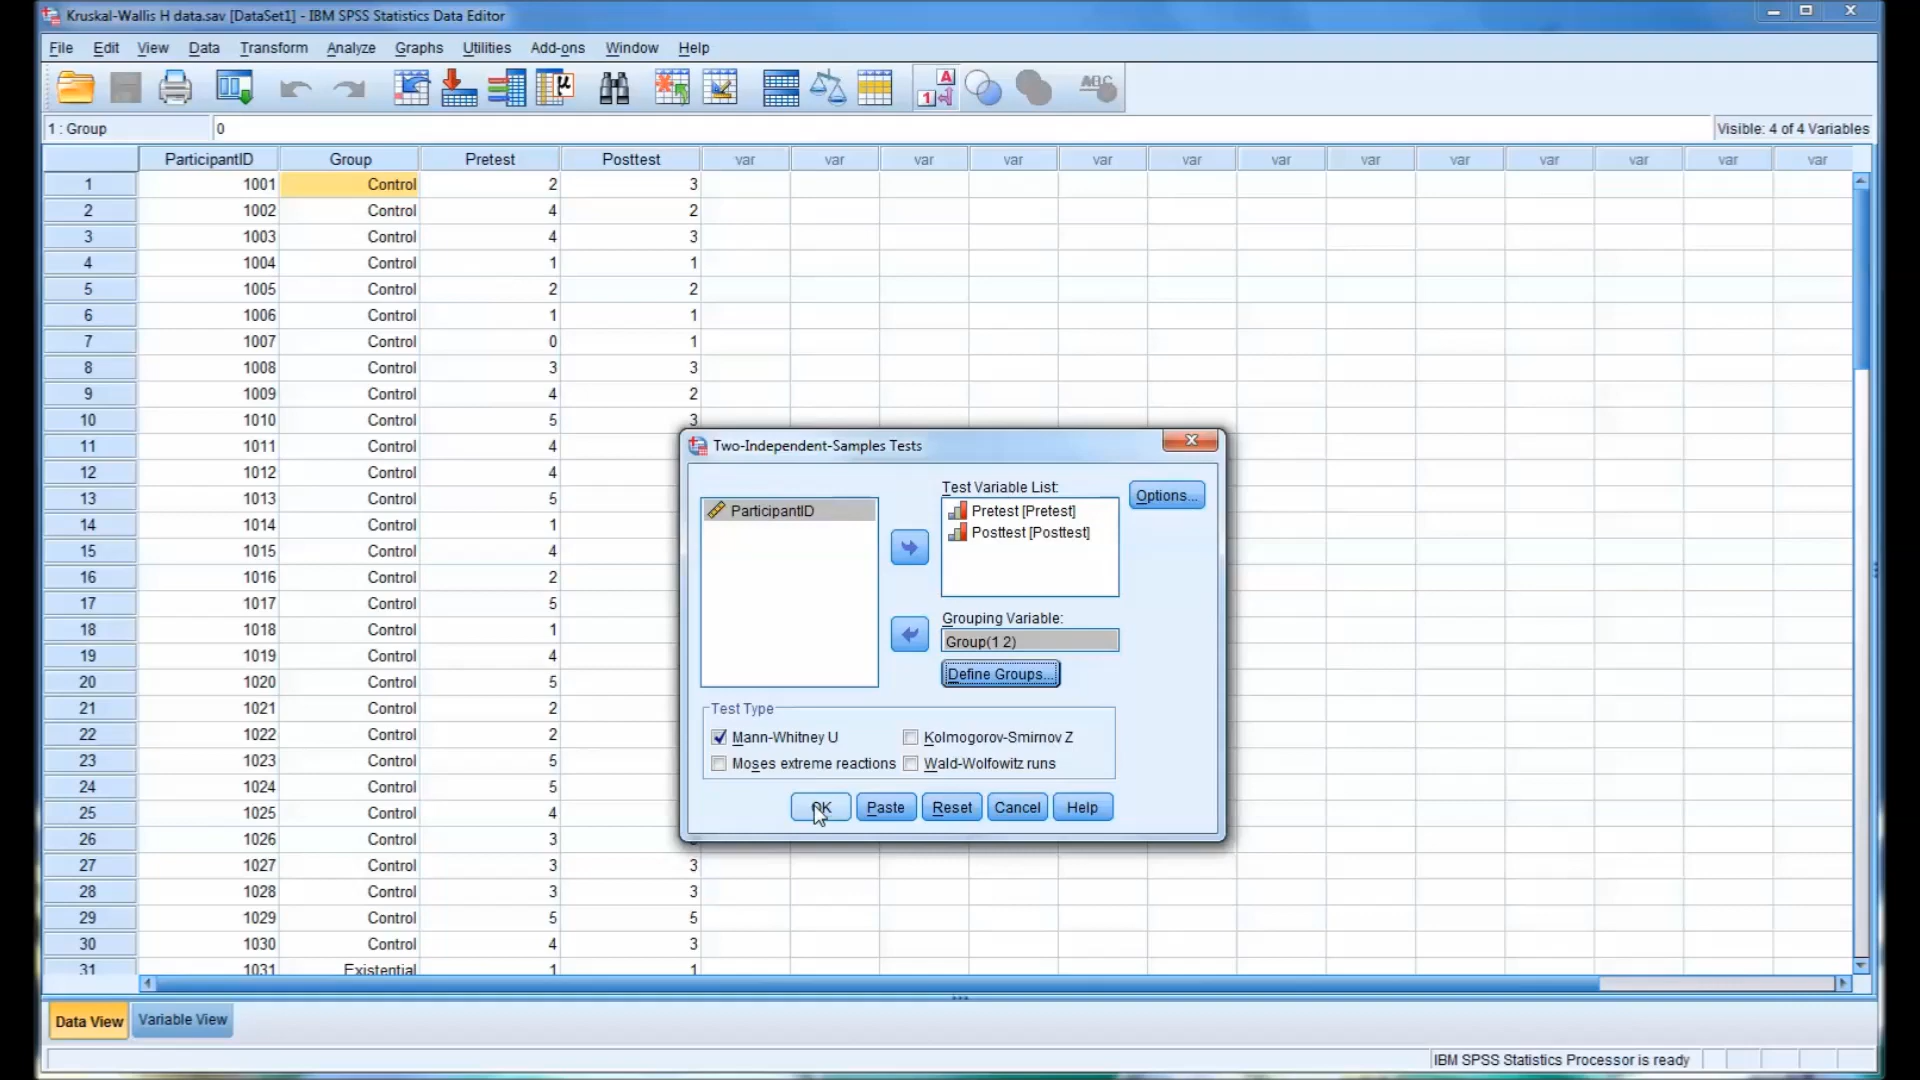 Kruskal-Wallis H data.sav [DataSet1] - IBM SPSS Statistics Data Editor
File Edit View Data Transform Analyze Graphs Utilities Add-ons Window Help
1 : Group 0 Visible: 4 of 4 Variables
ParticipantID Group Pretest Posttest var var var var var var var var var var var var var
1 1001 Control 2 3
2 1002 Control 4 2
3 1003 Control 4 3
4 1004 Control 1 1
5 1005 Control 2 2
6 1006 Control 1 1
7 1007 Control 0 1
8 1008 Control 3 3
9 1009 Control 4 2
10 1010 Control 5 3
11 1011 Control 4
12 1012 Control 4
13 1013 Control 5
14 1014 Control 1
15 1015 Control 4
16 1016 Control 2
17 1017 Control 5
18 1018 Control 1
19 1019 Control 4
20 1020 Control 5
21 1021 Control 2
22 1022 Control 2
23 1023 Control 5
24 1024 Control 5
25 1025 Control 4
26 1026 Control 3
27 1027 Control 3 3
28 1028 Control 3 3
29 1029 Control 5 5
30 1030 Control 4 3
31 1031 Existential 1 1
Two-Independent-Samples Tests
Test Variable List:
Options...
ParticipantID
Pretest [Pretest]
Posttest [Posttest]
Grouping Variable:
Group(1 2)
Define Groups...
Test Type
Mann-Whitney U Kolmogorov-Smirnov Z
Moses extreme reactions Wald-Wolfowitz runs
OK Paste Reset Cancel Help
Data View Variable View
IBM SPSS Statistics Processor is ready